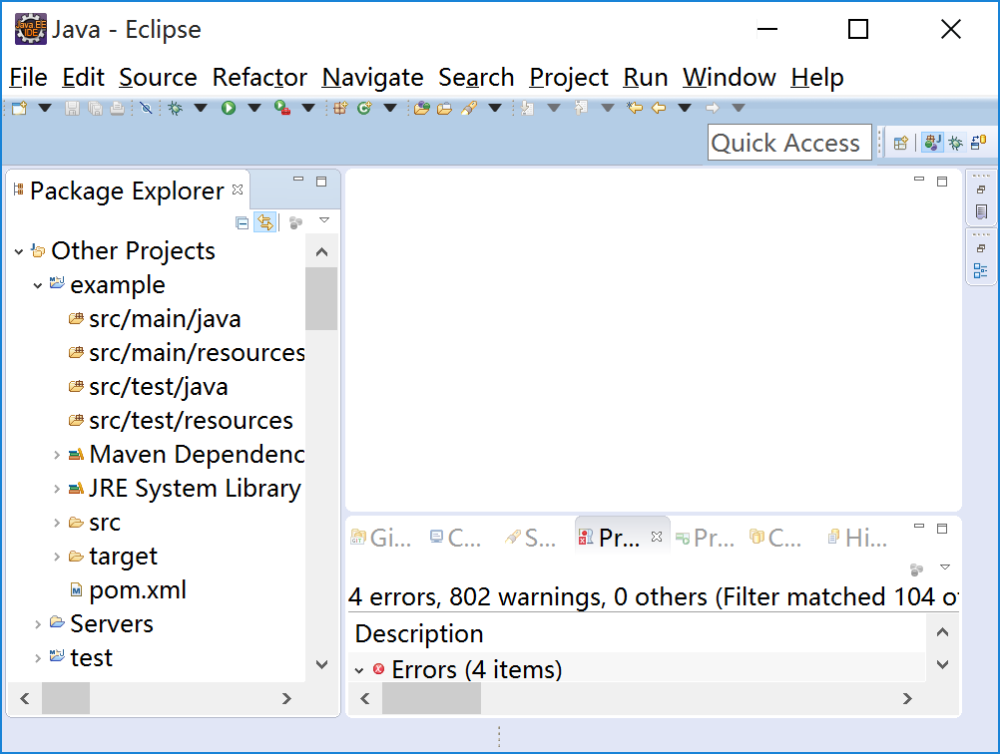 Java - Eclipse
File Edit Source Refactor Navigate Search Project Run Window Help
Quick Access
Package Explorer
Other Projects
example
src/main/java
src/main/resources
src/test/java
src/test/resources
Maven Dependenc
JRE System Library
src
target
pom.xml
Servers
test
Gi... C... S... Pr... Pr... C... Hi...
4 errors, 802 warnings, 0 others (Filter matched 104 o
Description
Errors (4 items)